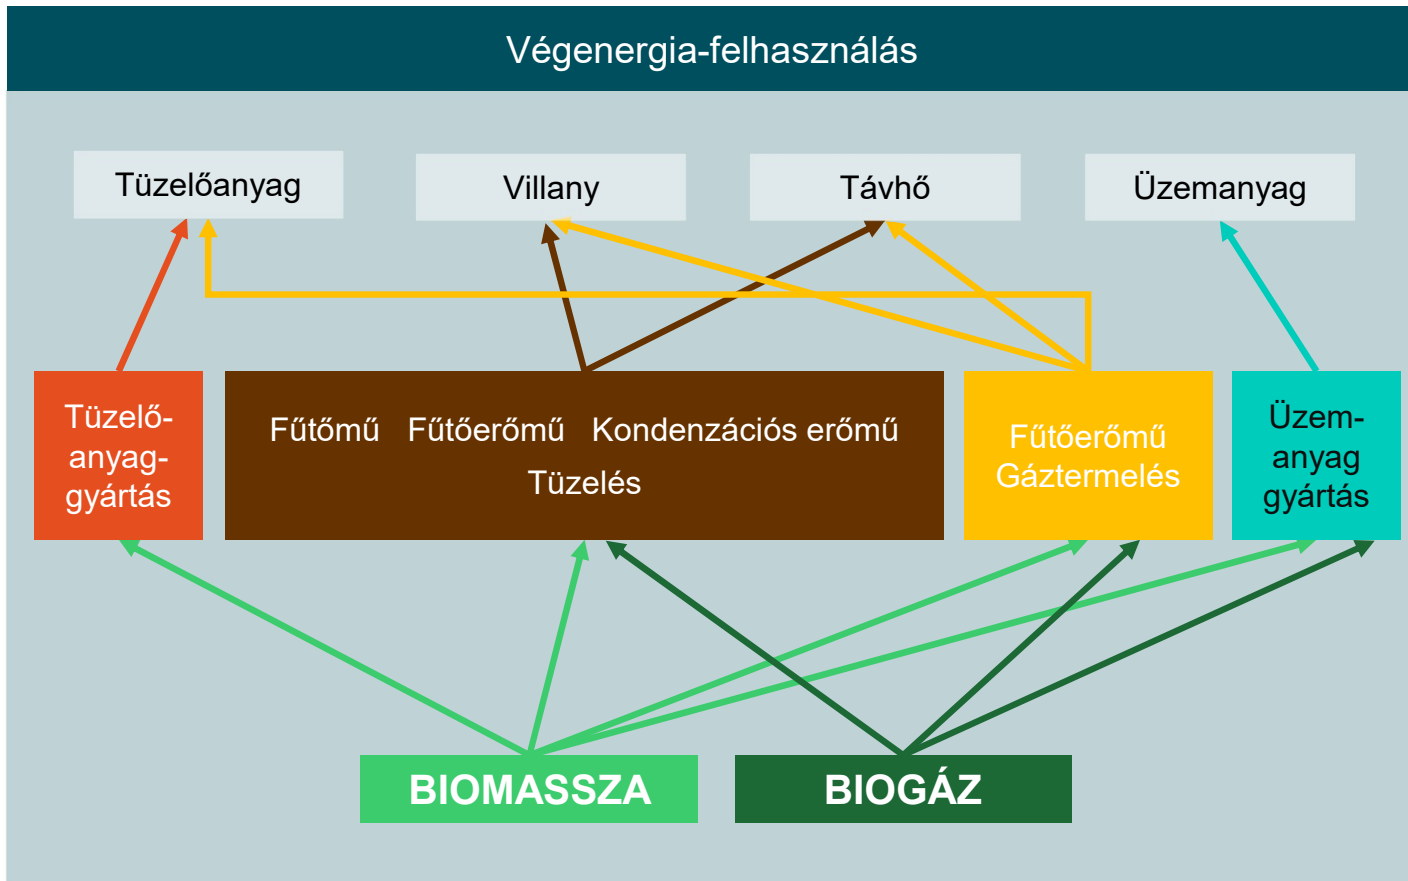 Végenergia-felhasználás
Tüzelőanyag
Villany
Távhő
Üzemanyag
Tüzelő-
anyag-
gyártás
Fűtőmű Fűtőerőmű Kondenzációs erőmű
Tüzelés
Fűtőerőmű
Gáztermelés
Üzem-
anyag
gyártás
BIOMASSZA
BIOGÁZ